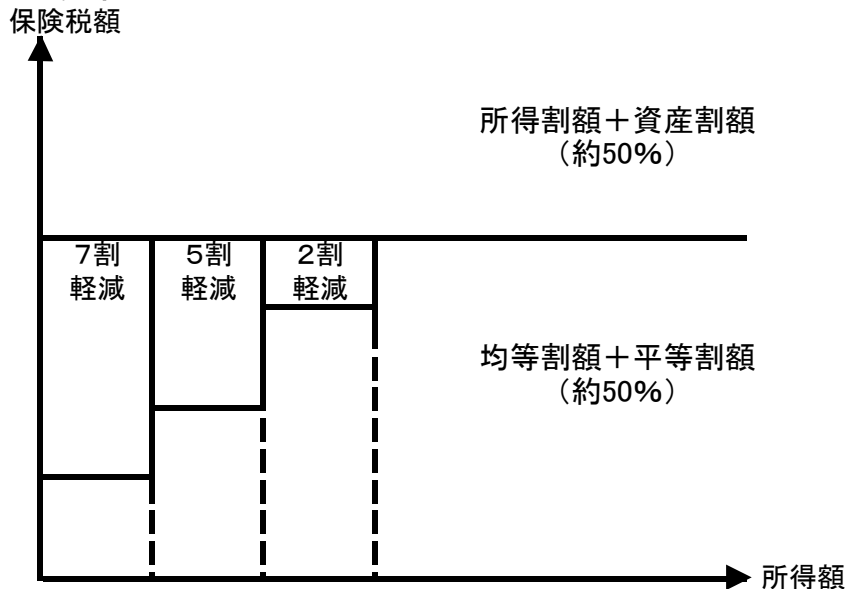 保険税額
所得割額＋資産割額
（約50％）
７割
軽減
５割
軽減
２割
軽減
均等割額＋平等割額
（約50％）
所得額